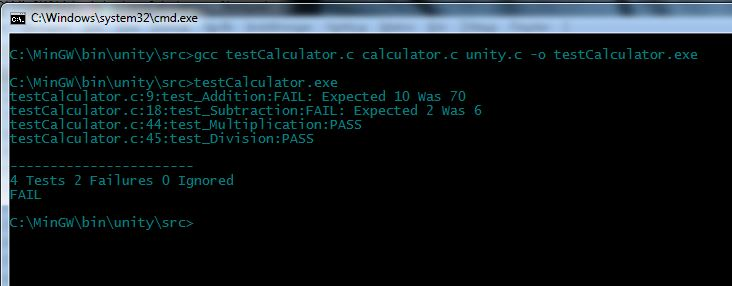 C:\Windows\system32\cmd.exe
C:\MinGW\bin\unity\src>gcc testCalculator.c calculator.c unity.c -o testCalculator.exe
C:\MinGW\bin\unity\src>testCalculator.exe
testCalculator.c:9:test_Addition:FAIL: Expected 10 Was 70
testCalculator.c:18:test_Subtraction:FAIL: Expected 2 Was 6
testCalculator.c:44:test_Multiplication:PASS
testCalculator.c:45:test_Division:PASS
-----------------------
4 Tests 2 Failures 0 Ignored
FAIL
C:\MinGW\bin\unity\src>